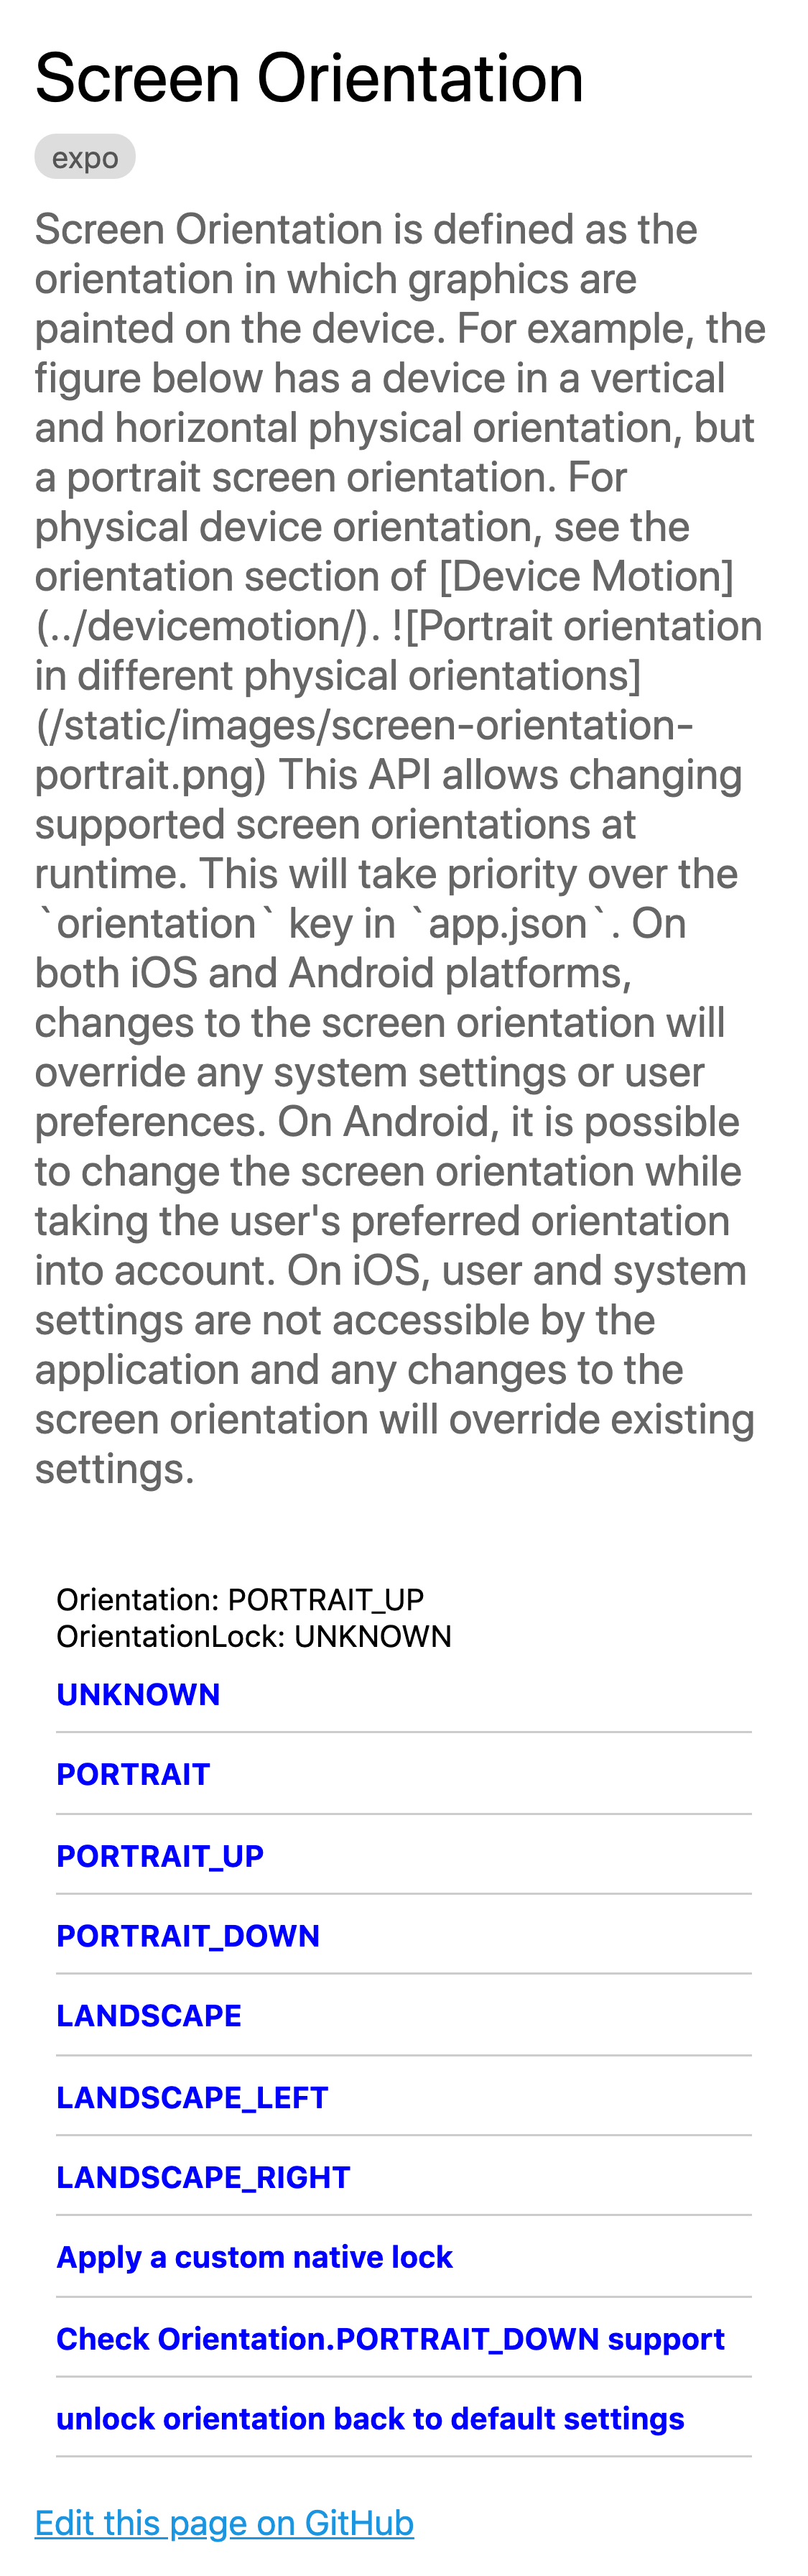 Screen Orientation
expo
Screen Orientation is defined as the
orientation in which graphics are
painted on the device. For example, the
figure below has a device in a vertical
and horizontal physical orientation, but
a portrait screen orientation. For
physical device orientation, see the
orientation section of [Device Motion]
(../devicemotion/). ![Portrait orientation
in different physical orientations]
(/static/images/screen-orientation-
portrait.png) This API allows changing
supported screen orientations at
runtime. This will take priority over the
`orientation` key in `app.json`. On
both iOS and Android platforms,
changes to the screen orientation will
override any system settings or user
preferences. On Android, it is possible
to change the screen orientation while
taking the user's preferred orientation
into account. On iOS, user and system
settings are not accessible by the
application and any changes to the
screen orientation will override existing
settings.
Orientation: PORTRAIT_UP
OrientationLock: UNKNOWN
UNKNOWN
PORTRAIT
PORTRAIT_UP
PORTRAIT_DOWN
LANDSCAPE
LANDSCAPE_LEFT
LANDSCAPE_RIGHT
Apply a custom native lock
Check Orientation.PORTRAIT_DOWN support
unlock orientation back to default settings
Edit this page on GitHub